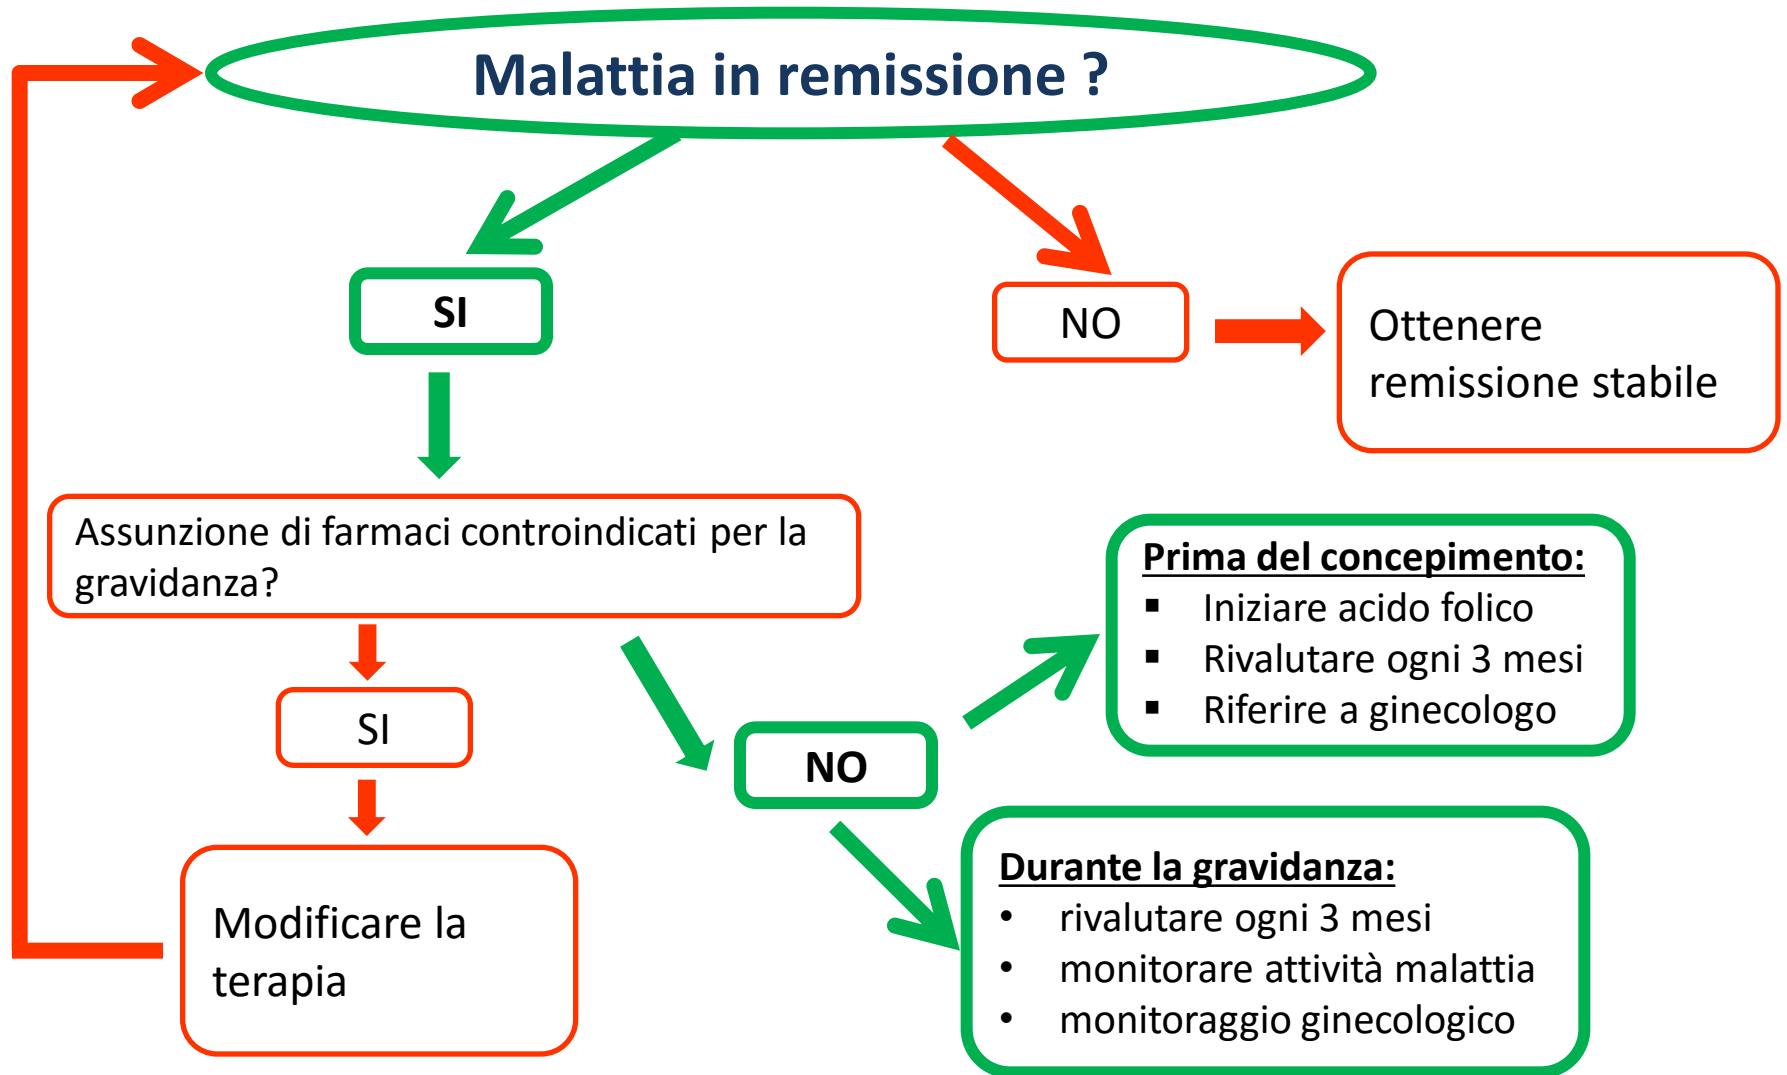 Malattia in remissione ?
SI
NO
Ottenere
remissione stabile
Assunzione di farmaci controindicati per la
gravidanza?
SI
NO
Prima del concepimento:
▪ Iniziare acido folico
▪ Rivalutare ogni 3 mesi
▪ Riferire a ginecologo
Modificare la
terapia
Durante la gravidanza:
• rivalutare ogni 3 mesi
• monitorare attività malattia
• monitoraggio ginecologico